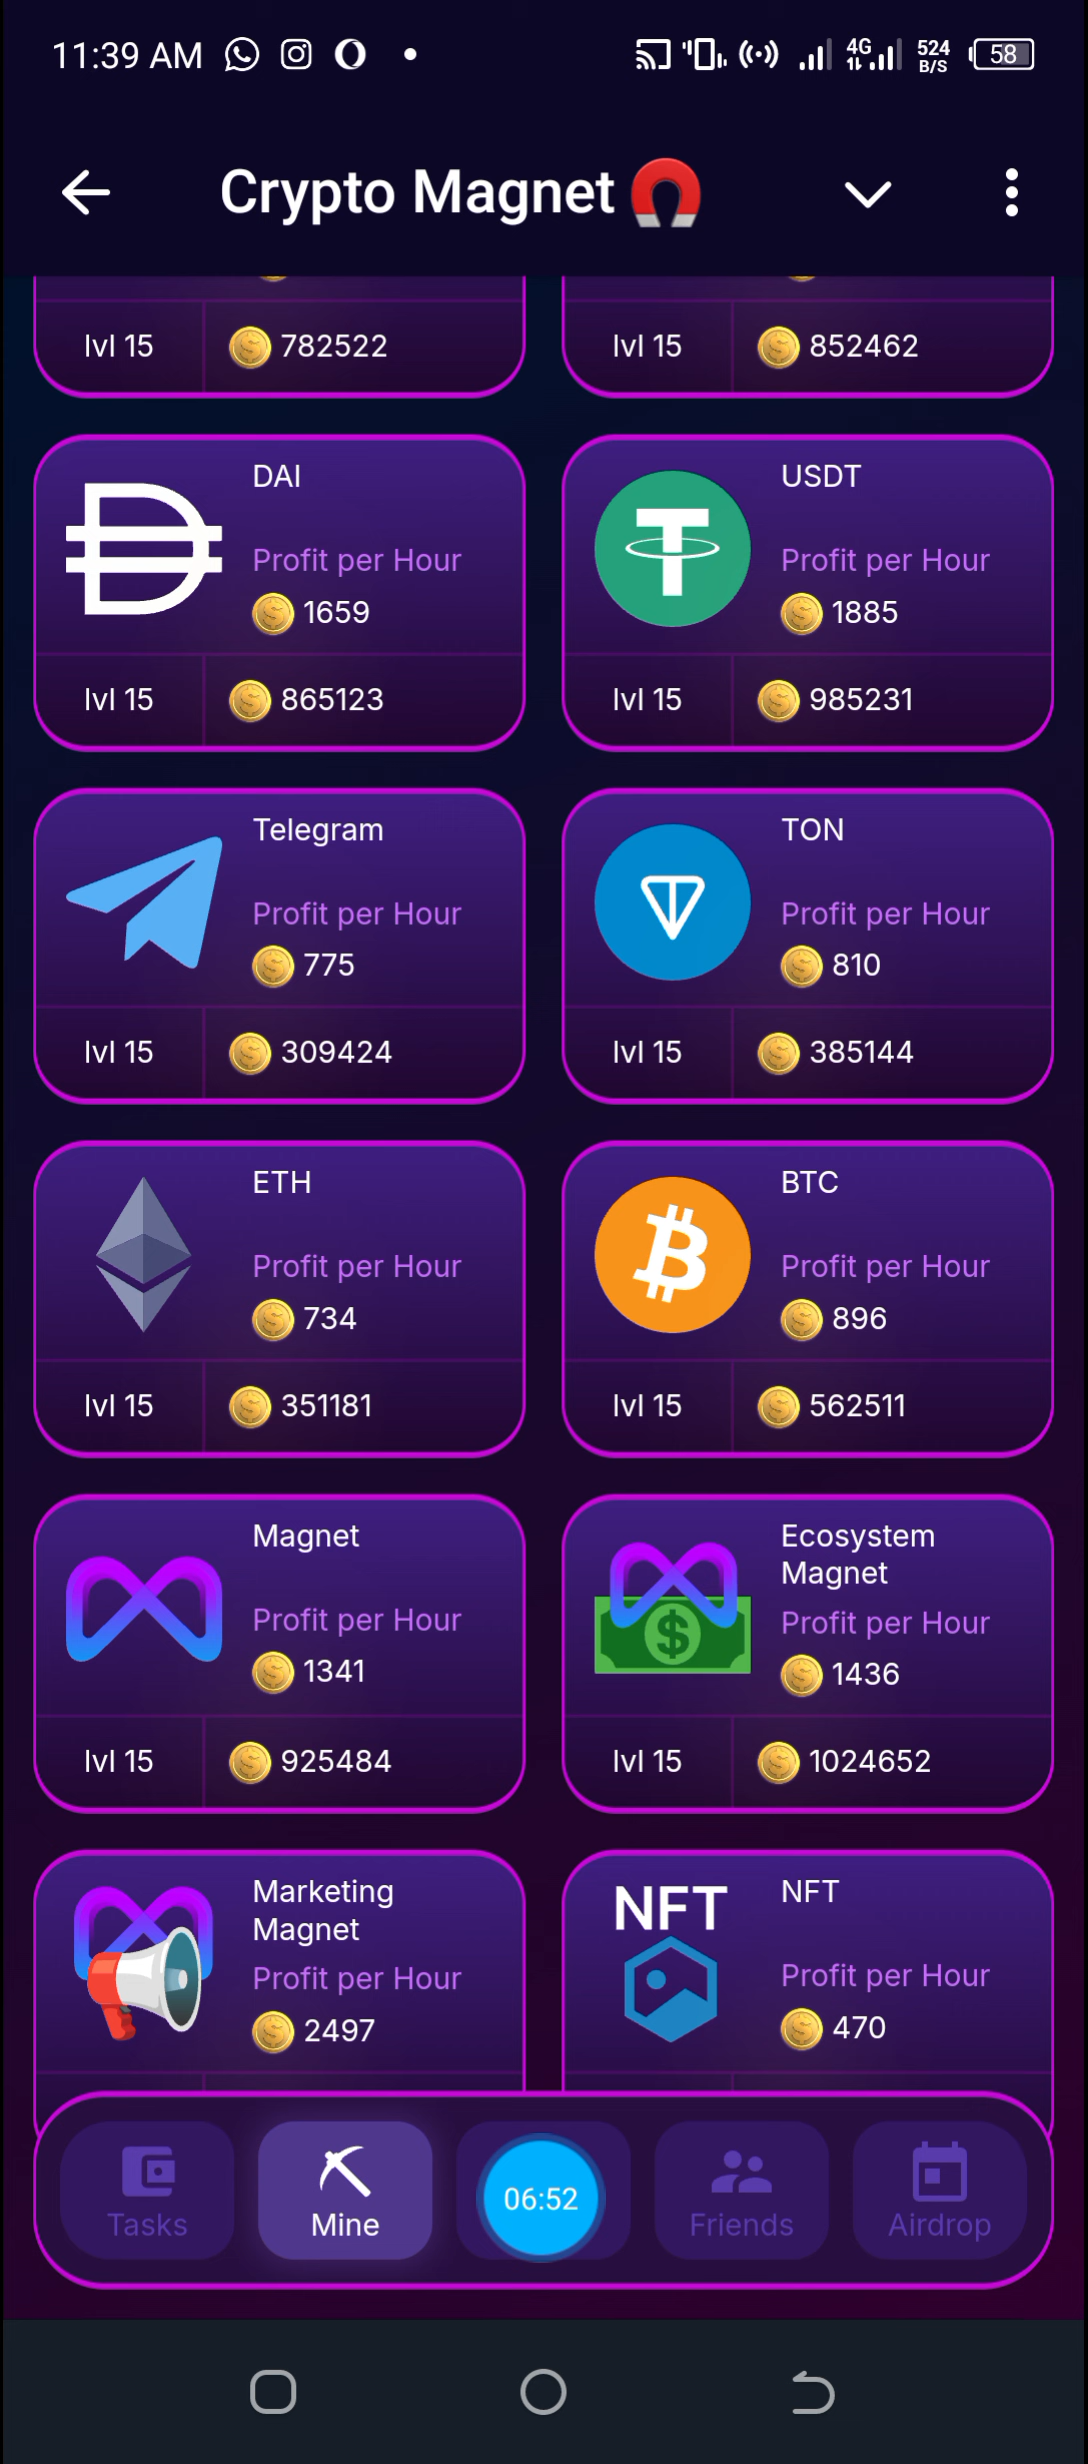 11:39 AM 4G 524 B/S 58
Crypto Magnet
lvl 15 782522 lvl 15 852462
DAI USDT
Profit per Hour Profit per Hour
1659 1885
lvl 15 865123 lvl 15 985231
Telegram TON
Profit per Hour Profit per Hour
775 810
lvl 15 309424 lvl 15 385144
ETH BTC
Profit per Hour Profit per Hour
734 896
lvl 15 351181 lvl 15 562511
Magnet Ecosystem
Magnet
Profit per Hour Profit per Hour
1341 1436
lvl 15 925484 lvl 15 1024652
Marketing NFT NFT
Magnet
Profit per Hour Profit per Hour
2497 470
06:52
Tasks Mine Friends Airdrop